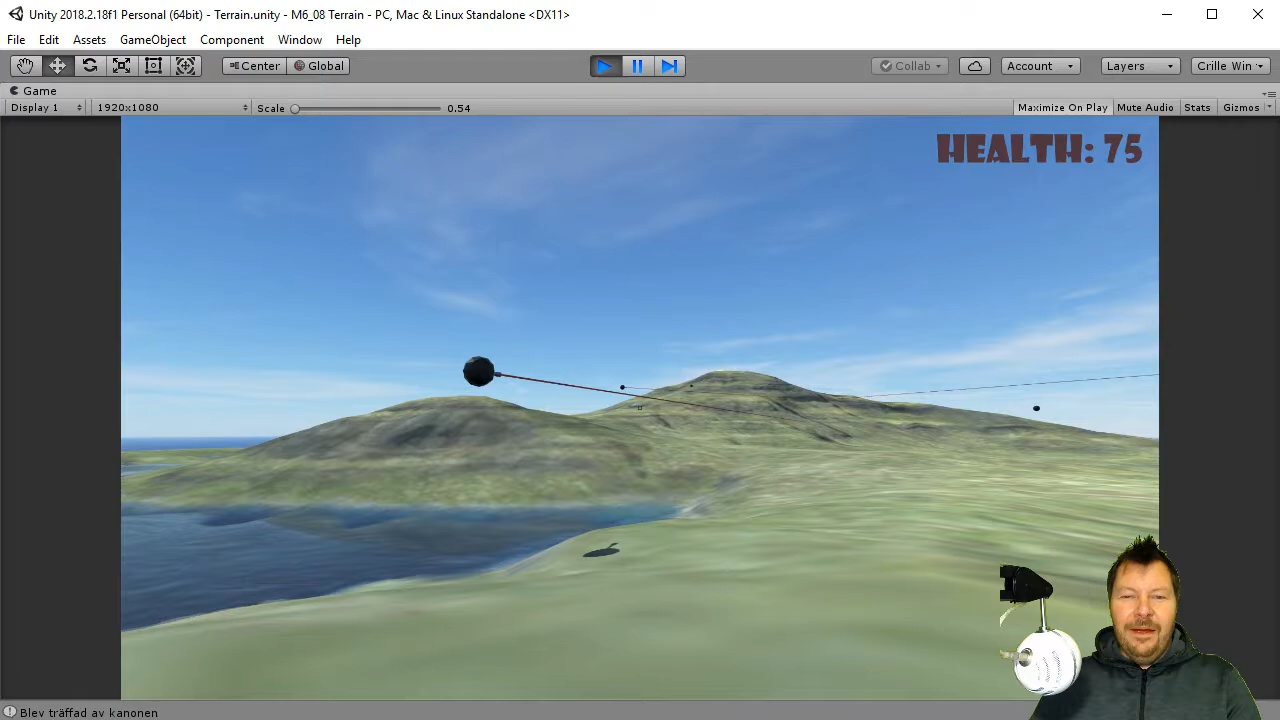 Unity 2018.2.18f1 Personal (64bit) - Terrain.unity - M6_08 Terrain - PC, Mac & Linux Standalone <DX11>
File Edit Assets GameObject Component Window Help
Center Global Collab Account Layers Crille Win
Game
Display 1 1920x1080 Scale 0.54 Maximize On Play Mute Audio Stats Gizmos
HEALTH: 75
Blev träffad av kanonen